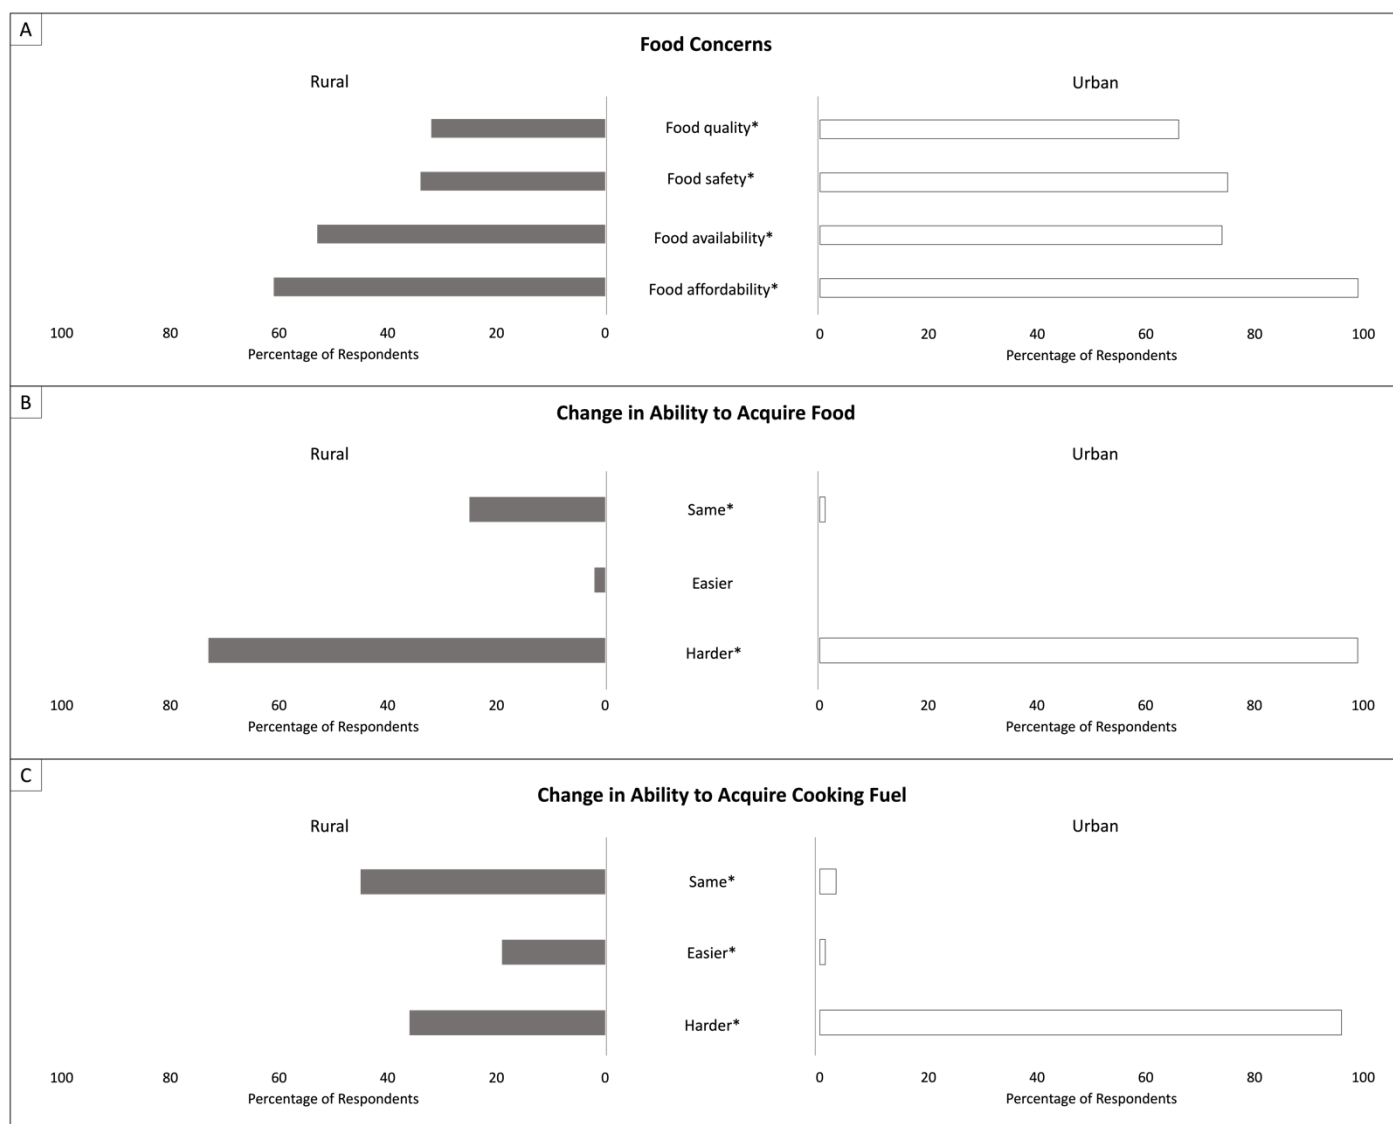 A
Food Concerns
Rural
Urban
Food quality*
Food safety*
Food availability*
Food affordability*
100 80 60 40 20 0
0 20 40 60 80 100
Percentage of Respondents
Percentage of Respondents
B
Change in Ability to Acquire Food
Rural
Urban
Same*
Easier
Harder*
100 80 60 40 20 0
0 20 40 60 80 100
Percentage of Respondents
Percentage of Respondents
C
Change in Ability to Acquire Cooking Fuel
Rural
Urban
Same*
Easier*
Harder*
100 80 60 40 20 0
0 20 40 60 80 100
Percentage of Respondents
Percentage of Respondents